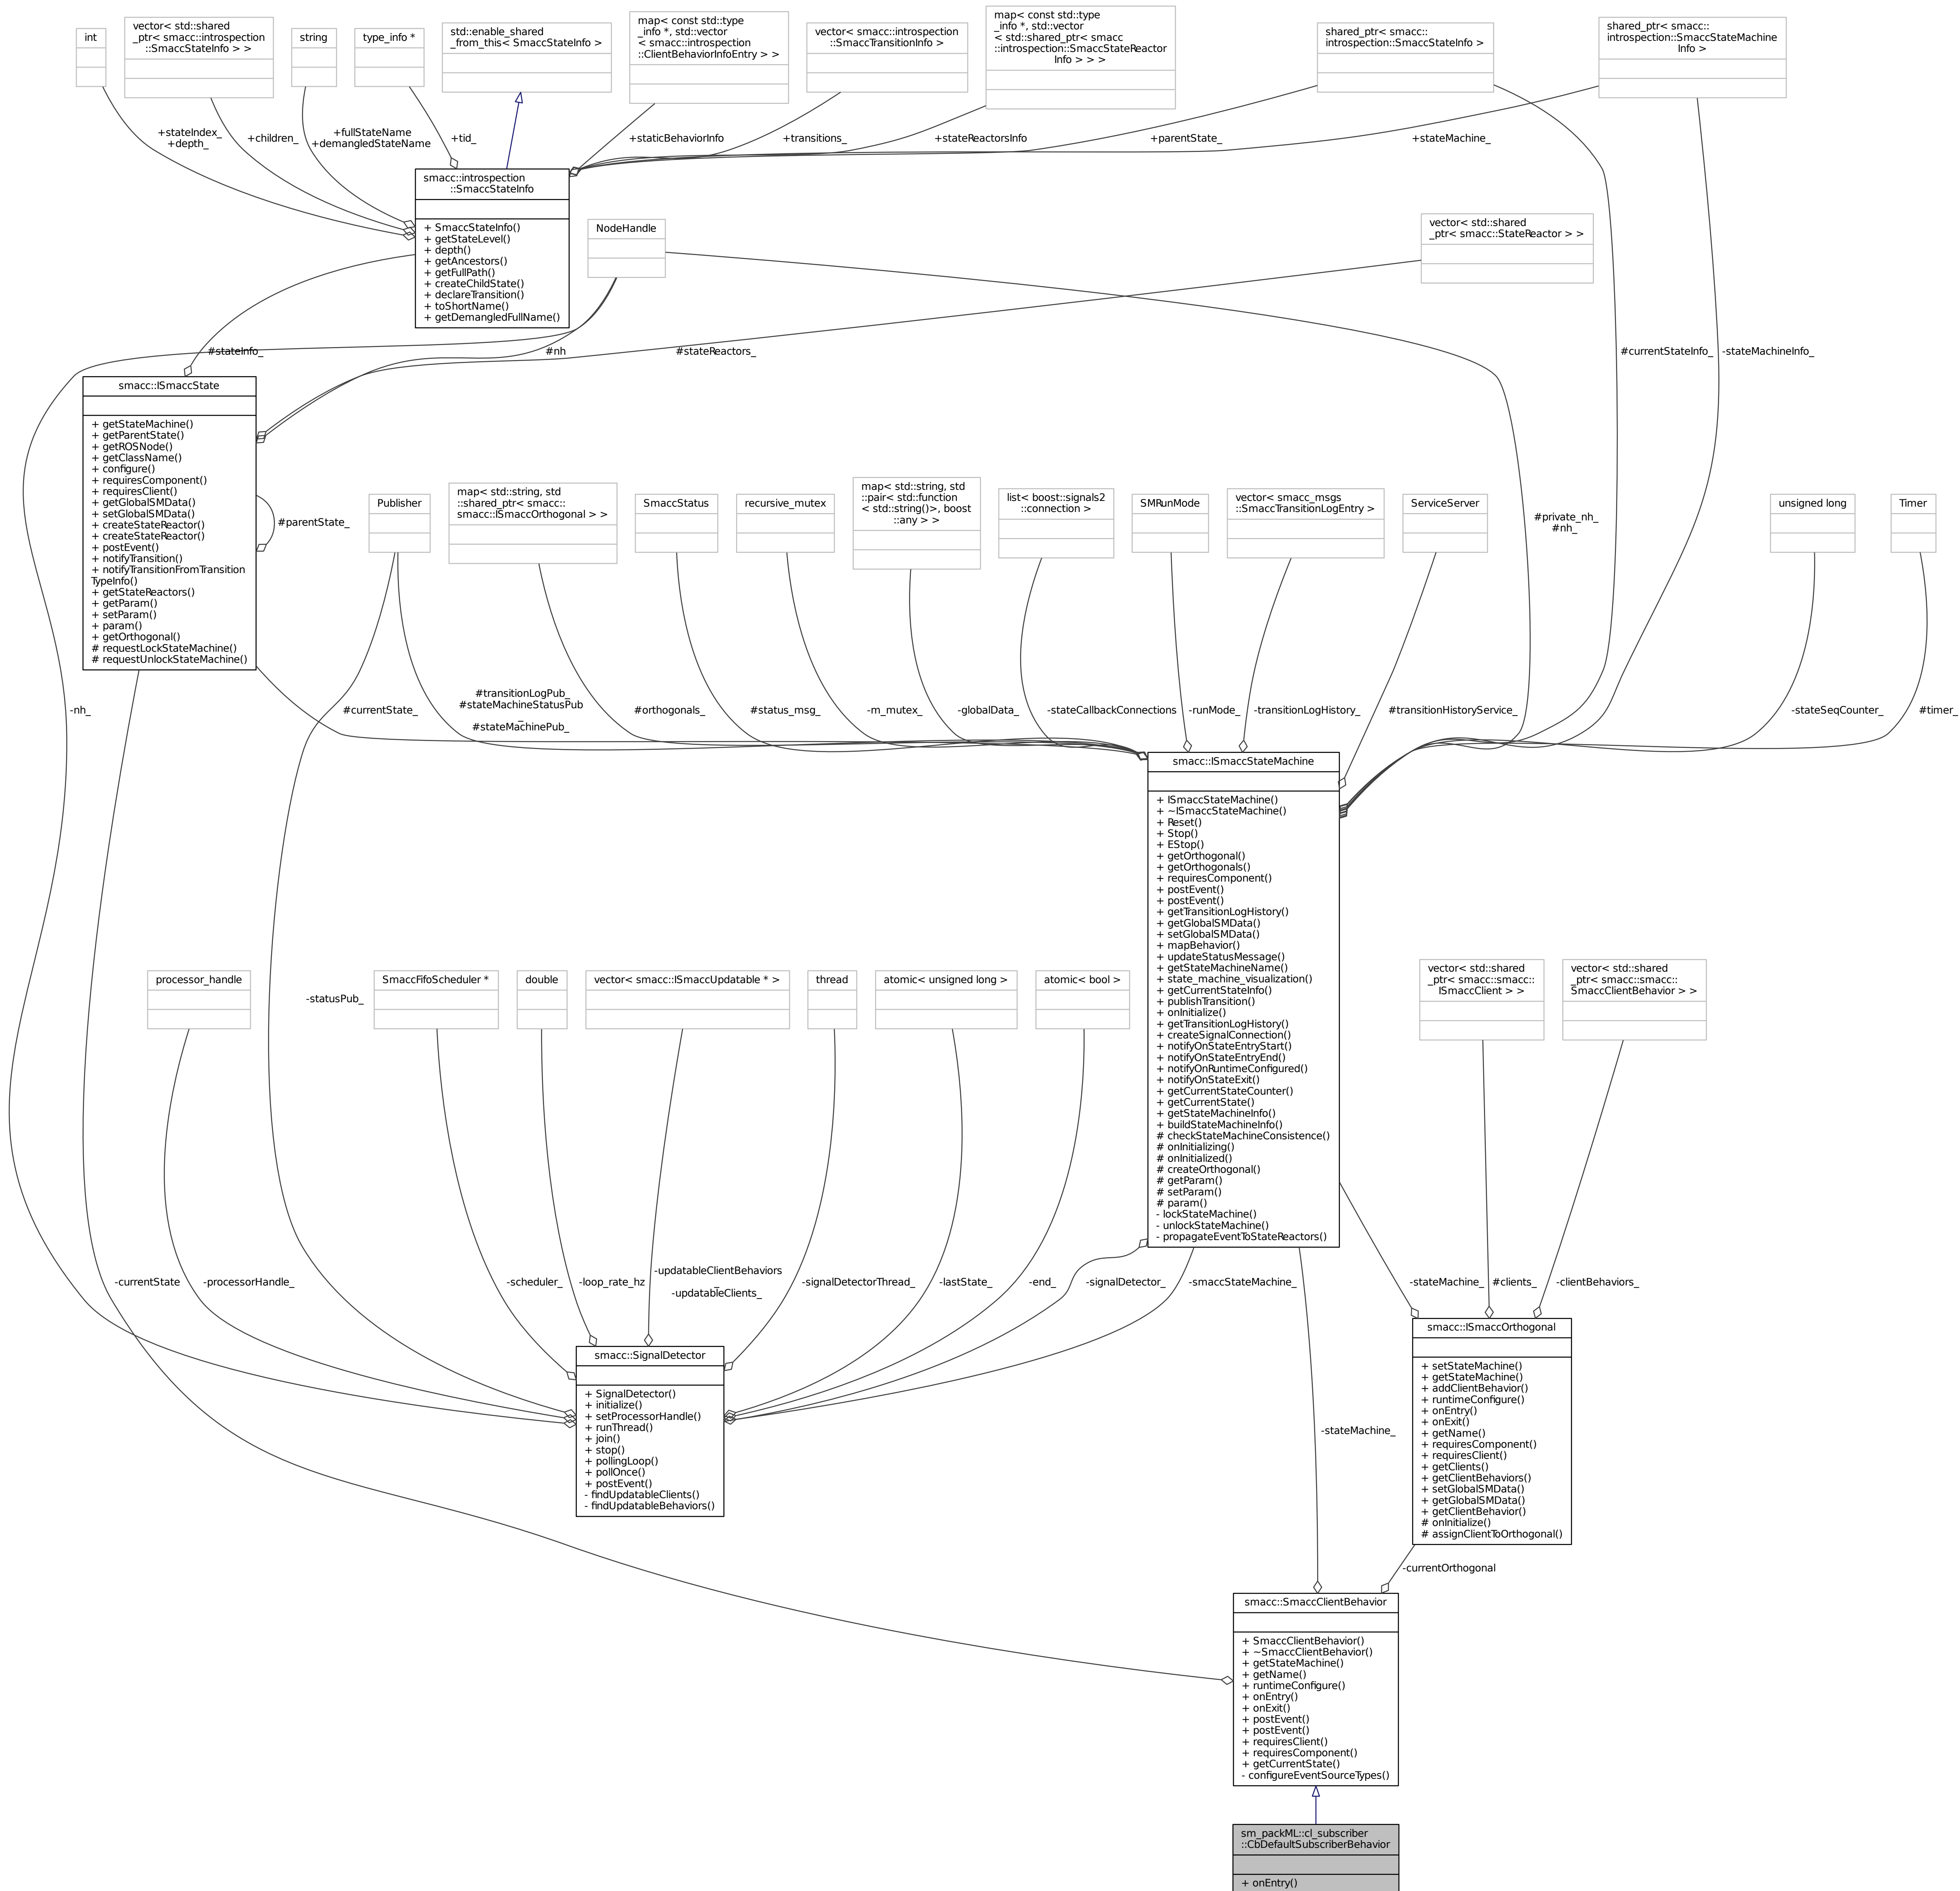 int
vector< std::shared
_ptr< smacc::introspection
::SmaccStateInfo > >
string
type_info *
std::enable_shared
_from_this< SmaccStateInfo >
map< const std::type
_info *, std::vector
< smacc::introspection
::ClientBehaviorInfoEntry > >
vector< smacc::introspection
::SmaccTransitionInfo >
map< const std::type
_info *, std::vector
< std::shared_ptr< smacc
::introspection::SmaccStateReactor
Info > > >
shared_ptr< smacc::
introspection::SmaccStateInfo >
shared_ptr< smacc::
introspection::SmaccStateMachine
Info >
+stateIndex_
+depth_
+children_
+fullStateName
+demangledStateName
+tid_
+staticBehaviorInfo
+transitions_
+stateReactorsInfo
+parentState_
+stateMachine_
smacc::introspection
::SmaccStateInfo
+ SmaccStateInfo()
+ getStateLevel()
+ depth()
+ getAncestors()
+ getFullPath()
+ createChildState()
+ declareTransition()
+ toShortName()
+ getDemangledFullName()
NodeHandle
vector< std::shared
_ptr< smacc::StateReactor > >
#stateInfo_
#nh
#stateReactors_
#currentStateInfo_
-stateMachineInfo_
smacc::ISmaccState
+ getStateMachine()
+ getParentState()
+ getROSNode()
+ getClassName()
+ configure()
+ requiresComponent()
+ requiresClient()
+ getGlobalSMData()
+ setGlobalSMData()
+ createStateReactor()
+ createStateReactor()
+ postEvent()
+ notifyTransition()
+ notifyTransitionFromTransition
TypeInfo()
+ getStateReactors()
+ getParam()
+ setParam()
+ param()
+ getOrthogonal()
# requestLockStateMachine()
# requestUnlockStateMachine()
#parentState_
Publisher
map< std::string, std
::shared_ptr< smacc::
smacc::ISmaccOrthogonal > >
SmaccStatus
recursive_mutex
map< std::string, std
::pair< std::function
< std::string()>, boost
::any > >
list< boost::signals2
::connection >
SMRunMode
vector< smacc_msgs
::SmaccTransitionLogEntry >
ServiceServer
#private_nh_
#nh_
unsigned long
Timer
-nh_
#currentState_
#transitionLogPub_
#stateMachineStatusPub
_
#stateMachinePub_
#orthogonals_
#status_msg_
-m_mutex_
-globalData_
-stateCallbackConnections
-runMode_
-transitionLogHistory_
#transitionHistoryService_
-stateSeqCounter_
#timer_
smacc::ISmaccStateMachine
+ ISmaccStateMachine()
+ ~ISmaccStateMachine()
+ Reset()
+ Stop()
+ EStop()
+ getOrthogonal()
+ getOrthogonals()
+ requiresComponent()
+ postEvent()
+ postEvent()
+ getTransitionLogHistory()
+ getGlobalSMData()
+ setGlobalSMData()
+ mapBehavior()
+ updateStatusMessage()
+ getStateMachineName()
+ state_machine_visualization()
+ getCurrentStateInfo()
+ publishTransition()
+ onInitialize()
+ getTransitionLogHistory()
+ createSignalConnection()
+ notifyOnStateEntryStart()
+ notifyOnStateEntryEnd()
+ notifyOnRuntimeConfigured()
+ notifyOnStateExit()
+ getCurrentStateCounter()
+ getCurrentState()
+ getStateMachineInfo()
+ buildStateMachineInfo()
# checkStateMachineConsistence()
# onInitializing()
# onInitialized()
# createOrthogonal()
# getParam()
# setParam()
# param()
- lockStateMachine()
- unlockStateMachine()
- propagateEventToStateReactors()
processor_handle
-statusPub_
SmaccFifoScheduler *
double
vector< smacc::ISmaccUpdatable * >
thread
atomic< unsigned long >
atomic< bool >
vector< std::shared
_ptr< smacc::smacc::
ISmaccClient > >
vector< std::shared
_ptr< smacc::smacc::
SmaccClientBehavior > >
-currentState
-processorHandle_
-scheduler_
-loop_rate_hz
-updatableClientBehaviors
_
-updatableClients_
-signalDetectorThread_
-lastState_
-end_
-signalDetector_
-smaccStateMachine_
-stateMachine_
#clients_
-clientBehaviors_
smacc::SignalDetector
+ SignalDetector()
+ initialize()
+ setProcessorHandle()
+ runThread()
+ join()
+ stop()
+ pollingLoop()
+ pollOnce()
+ postEvent()
- findUpdatableClients()
- findUpdatableBehaviors()
smacc::ISmaccOrthogonal
+ setStateMachine()
+ getStateMachine()
+ addClientBehavior()
+ runtimeConfigure()
+ onEntry()
+ onExit()
+ getName()
+ requiresComponent()
+ requiresClient()
+ getClients()
+ getClientBehaviors()
+ setGlobalSMData()
+ getGlobalSMData()
+ getClientBehavior()
# onInitialize()
# assignClientToOrthogonal()
-stateMachine_
-currentOrthogonal
smacc::SmaccClientBehavior
+ SmaccClientBehavior()
+ ~SmaccClientBehavior()
+ getStateMachine()
+ getName()
+ runtimeConfigure()
+ onEntry()
+ onExit()
+ postEvent()
+ postEvent()
+ requiresClient()
+ requiresComponent()
+ getCurrentState()
- configureEventSourceTypes()
sm_packML::cl_subscriber
::CbDefaultSubscriberBehavior
+ onEntry()